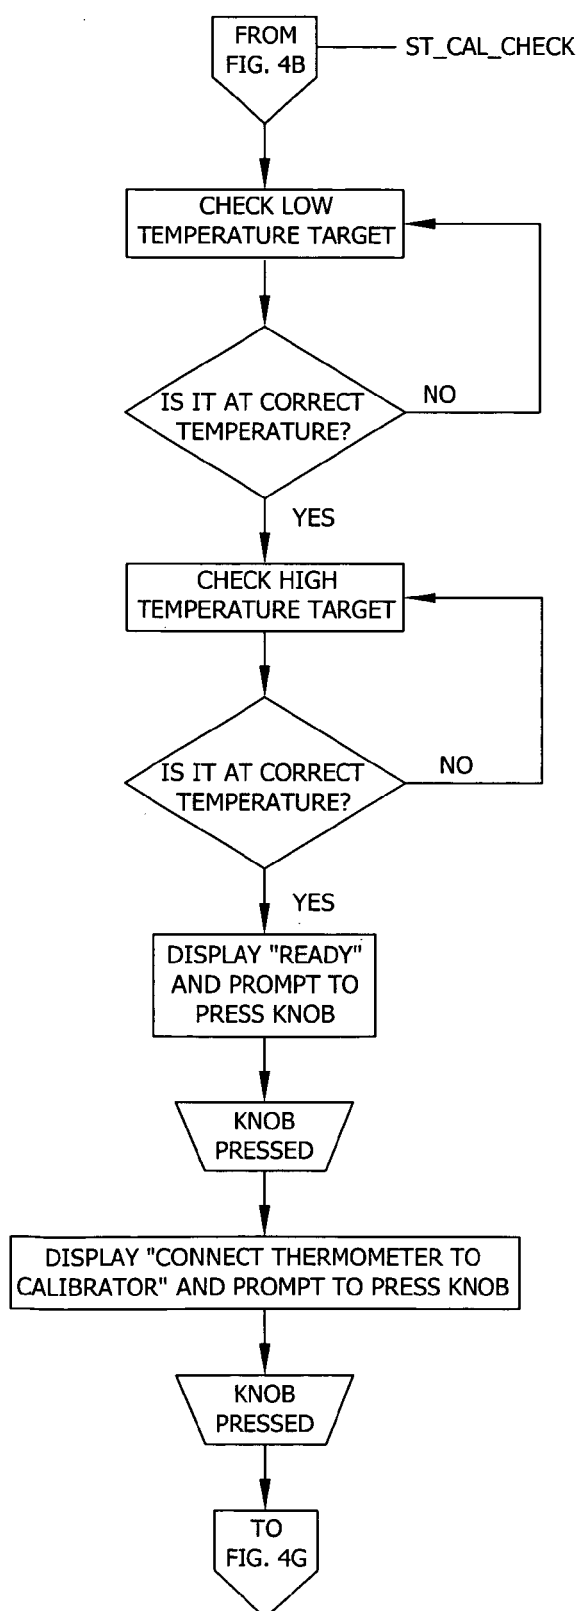 FROM
FIG. 4B
ST_CAL_CHECK
CHECK LOW
TEMPERATURE TARGET
IS IT AT CORRECT
TEMPERATURE?
NO
YES
CHECK HIGH
TEMPERATURE TARGET
IS IT AT CORRECT
TEMPERATURE?
NO
YES
DISPLAY "READY"
AND PROMPT TO
PRESS KNOB
KNOB
PRESSED
DISPLAY "CONNECT THERMOMETER TO
CALIBRATOR" AND PROMPT TO PRESS KNOB
KNOB
PRESSED
TO
FIG. 4G